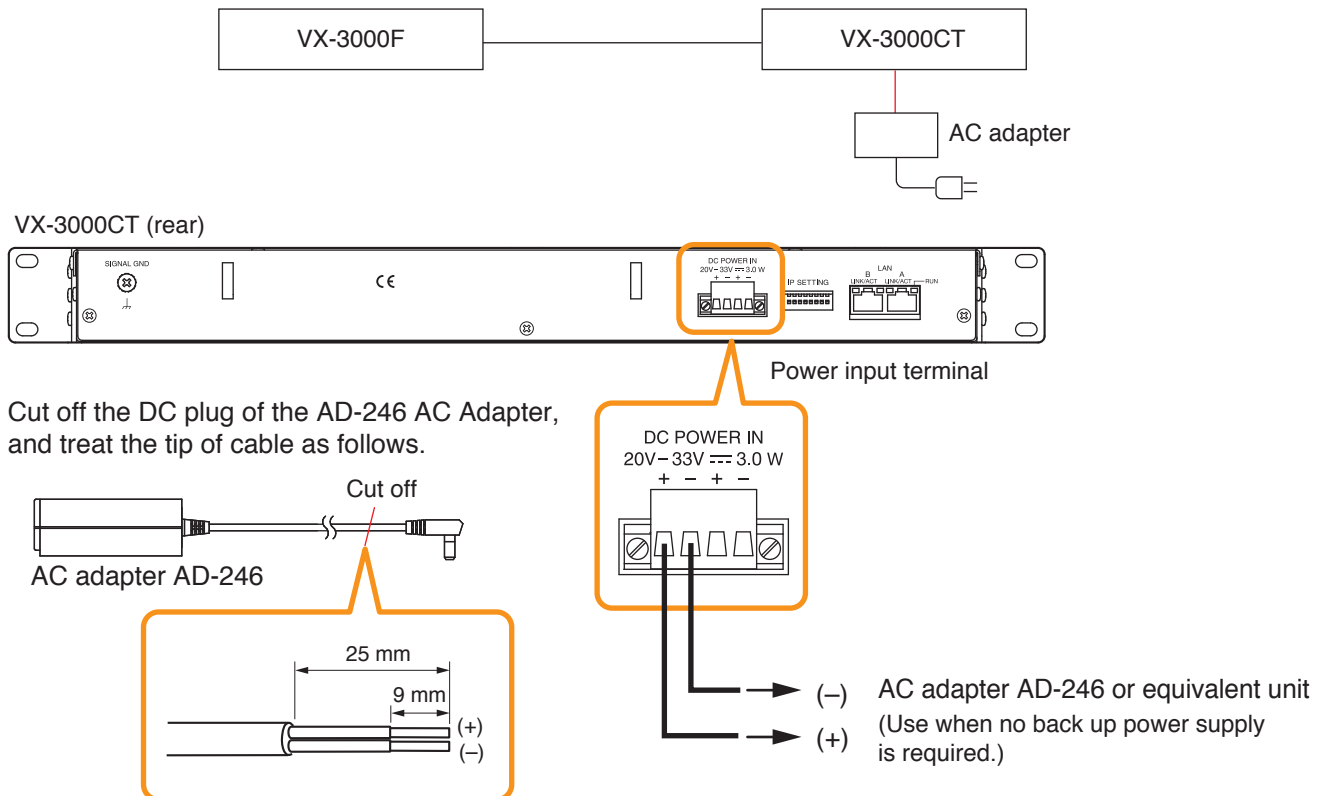 VX-3000F
VX-3000CT
AC adapter
VX-3000CT (rear)
SIGNAL GND
CE
DC POWER IN
20V–33V ⎓ 3.0 W
+ – + –
IP SETTING
LAN
B A
LINK/ACT LINK/ACT RUN
Power input terminal
Cut off the DC plug of the AD-246 AC Adapter,
and treat the tip of cable as follows.
Cut off
AC adapter AD-246
25 mm
9 mm
(+)
(–)
DC POWER IN
20V–33V ⎓ 3.0 W
+ – + –
(–) AC adapter AD-246 or equivalent unit
(Use when no back up power supply
(+) is required.)